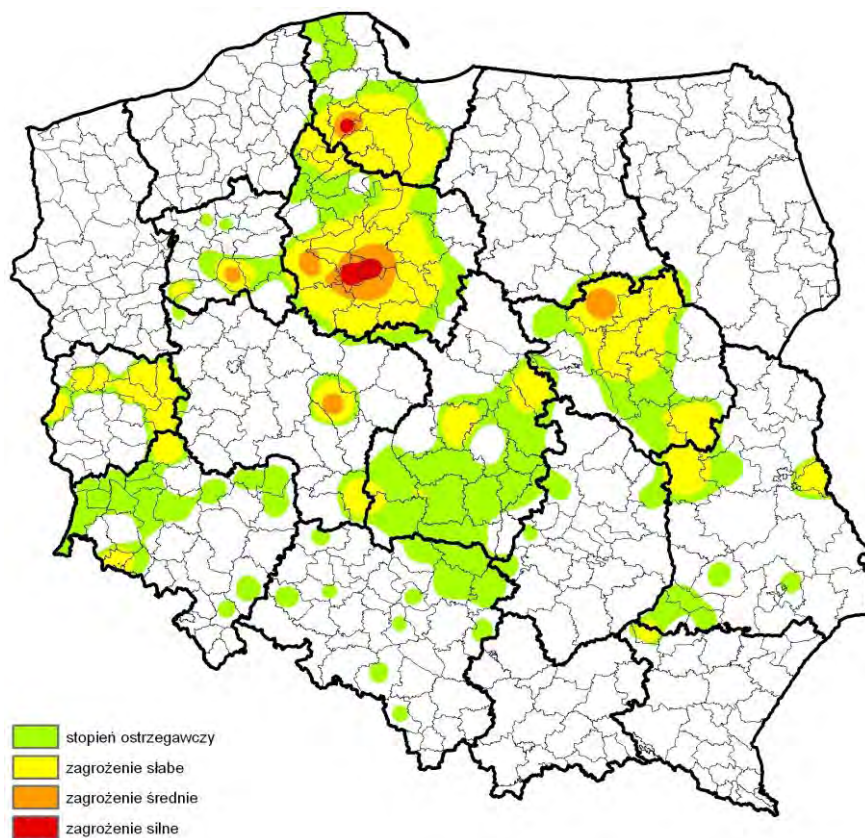 stopień ostrzegawczy
zagrożenie słabe
zagrożenie średnie
zagrożenie silne